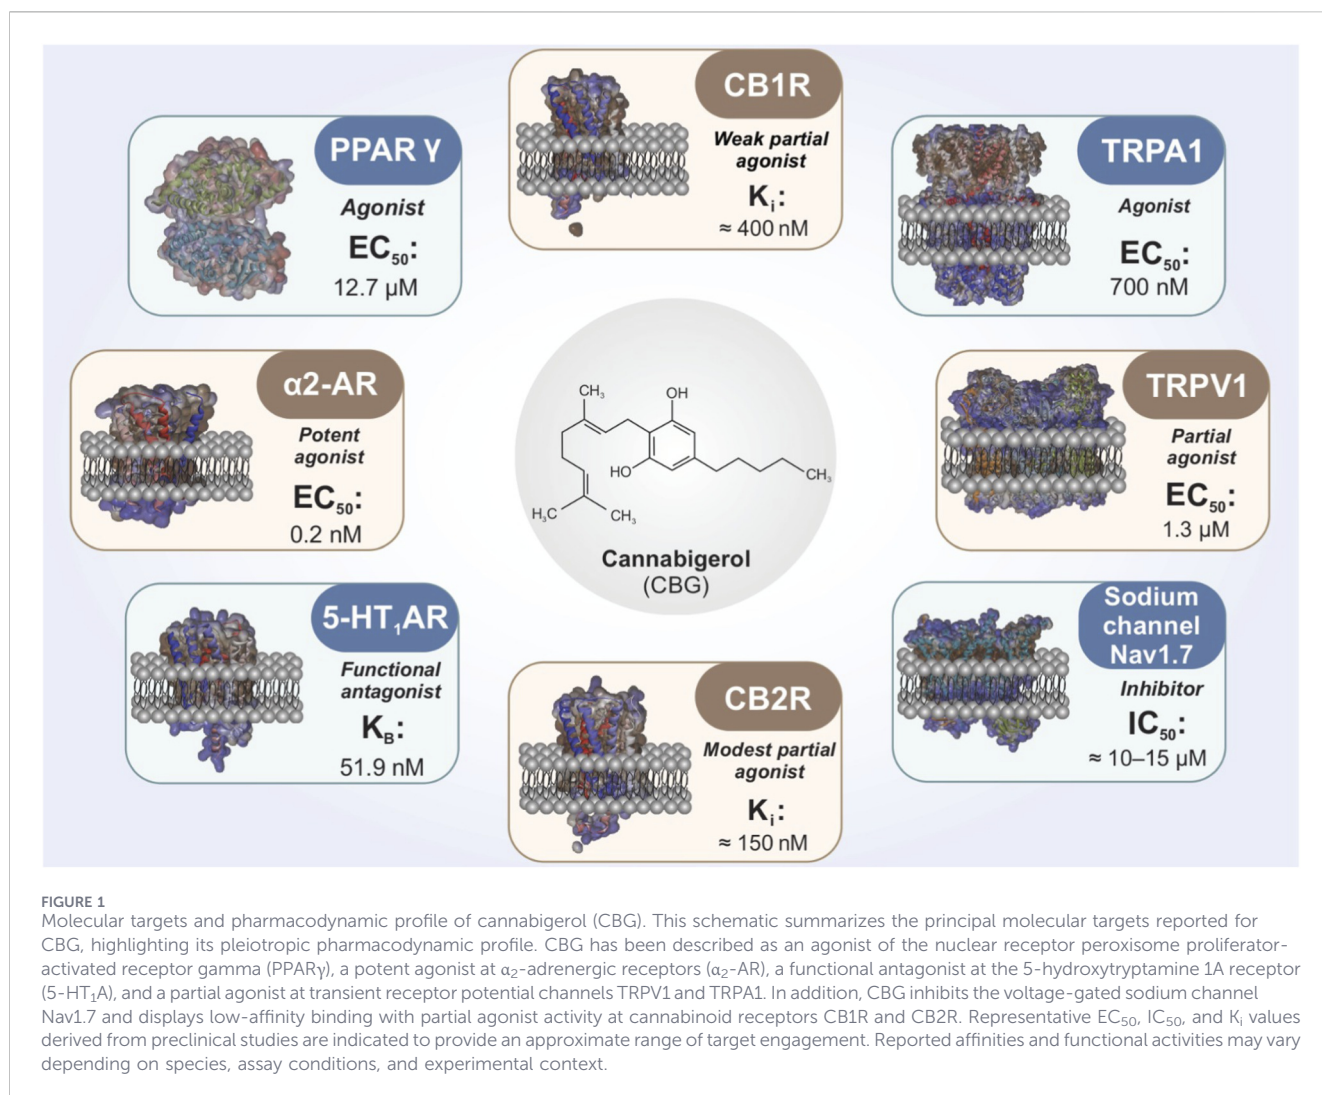 CB1R
Weak partial
agonist
Ki:
≈ 400 nM
PPAR γ
Agonist
EC50:
12.7 µM
TRPA1
Agonist
EC50:
700 nM
α2-AR
Potent
agonist
EC50:
0.2 nM
CH3
OH
HO
CH3
H3C
CH3
Cannabigerol
(CBG)
TRPV1
Partial
agonist
EC50:
1.3 µM
5-HT1AR
Functional
antagonist
KB:
51.9 nM
CB2R
Modest partial
agonist
Ki:
≈ 150 nM
Sodium
channel
Nav1.7
Inhibitor
IC50:
≈ 10–15 µM
FIGURE 1
Molecular targets and pharmacodynamic profile of cannabigerol (CBG). This schematic summarizes the principal molecular targets reported for
CBG, highlighting its pleiotropic pharmacodynamic profile. CBG has been described as an agonist of the nuclear receptor peroxisome proliferator-
activated receptor gamma (PPARγ), a potent agonist at α2-adrenergic receptors (α2-AR), a functional antagonist at the 5-hydroxytryptamine 1A receptor
(5-HT1A), and a partial agonist at transient receptor potential channels TRPV1 and TRPA1. In addition, CBG inhibits the voltage-gated sodium channel
Nav1.7 and displays low-affinity binding with partial agonist activity at cannabinoid receptors CB1R and CB2R. Representative EC50, IC50, and Ki values
derived from preclinical studies are indicated to provide an approximate range of target engagement. Reported affinities and functional activities may vary
depending on species, assay conditions, and experimental context.